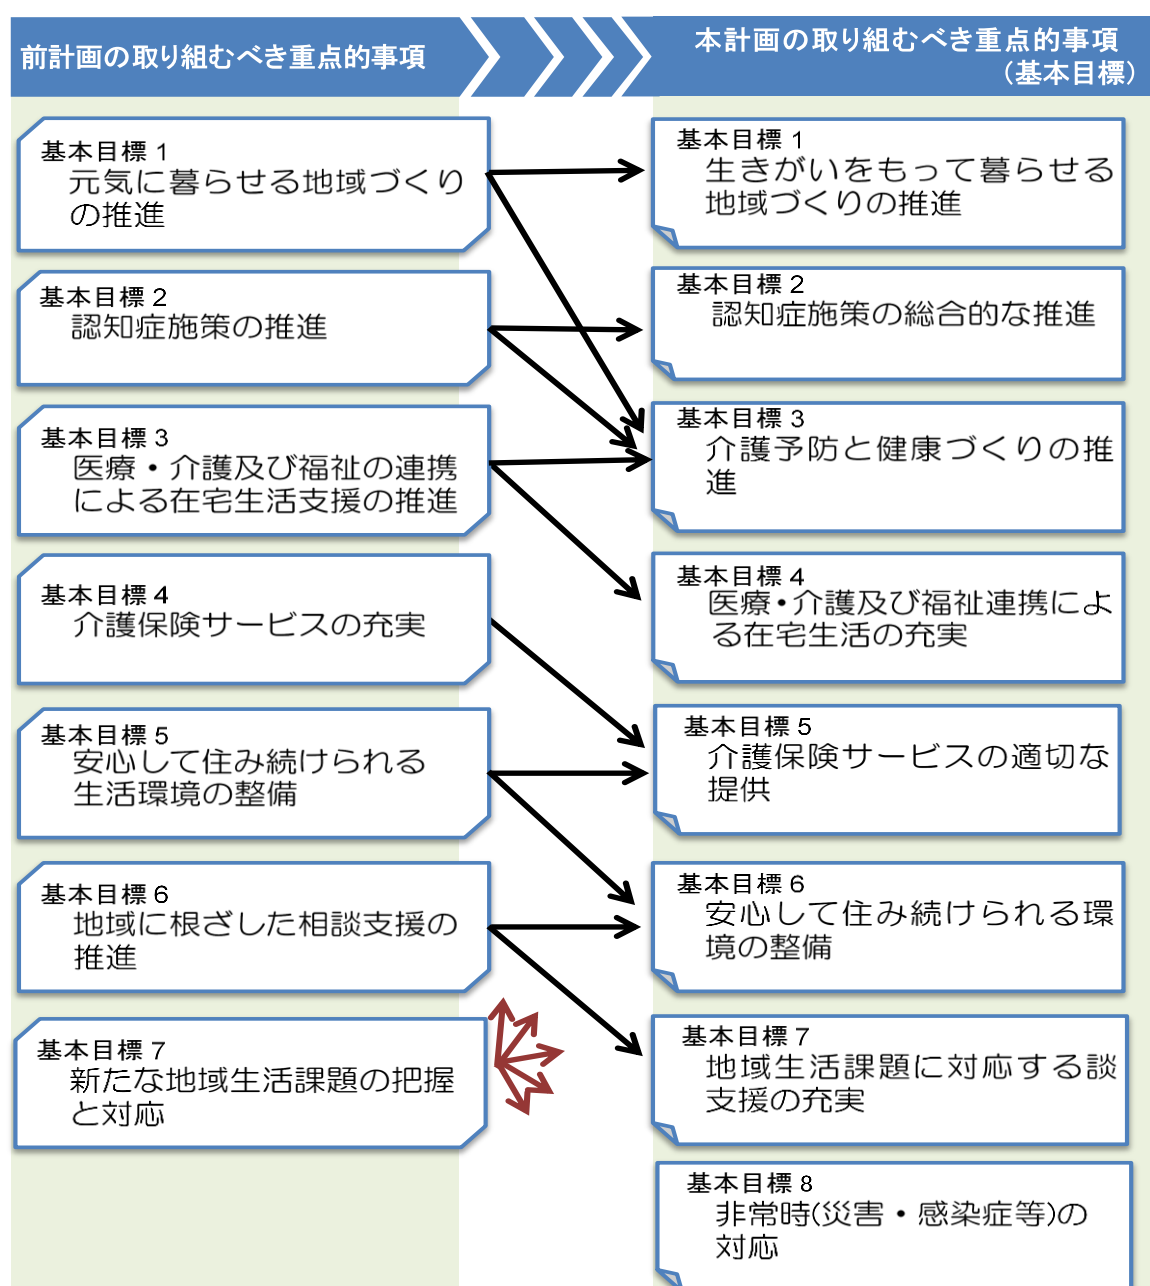 前計画の取り組むべき重点的事項
本計画の取り組むべき重点的事項
（基本目標）
基本目標１
元気に暮らせる地域づくり
の推進
基本目標２
認知症施策の推進
基本目標３
医療・介護及び福祉の連携
による在宅生活支援の推進
基本目標４
介護保険サービスの充実
基本目標５
安心して住み続けられる
生活環境の整備
基本目標６
地域に根ざした相談支援の
推進
基本目標７
新たな地域生活課題の把握
と対応
基本目標１
生きがいをもって暮らせる
地域づくりの推進
基本目標２
認知症施策の総合的な推進
基本目標３
介護予防と健康づくりの推
進
基本目標４
医療・介護及び福祉連携によ
る在宅生活の充実
基本目標５
介護保険サービスの適切な
提供
基本目標６
安心して住み続けられる環
境の整備
基本目標７
地域生活課題に対応する談
支援の充実
基本目標８
非常時(災害・感染症等)の
対応